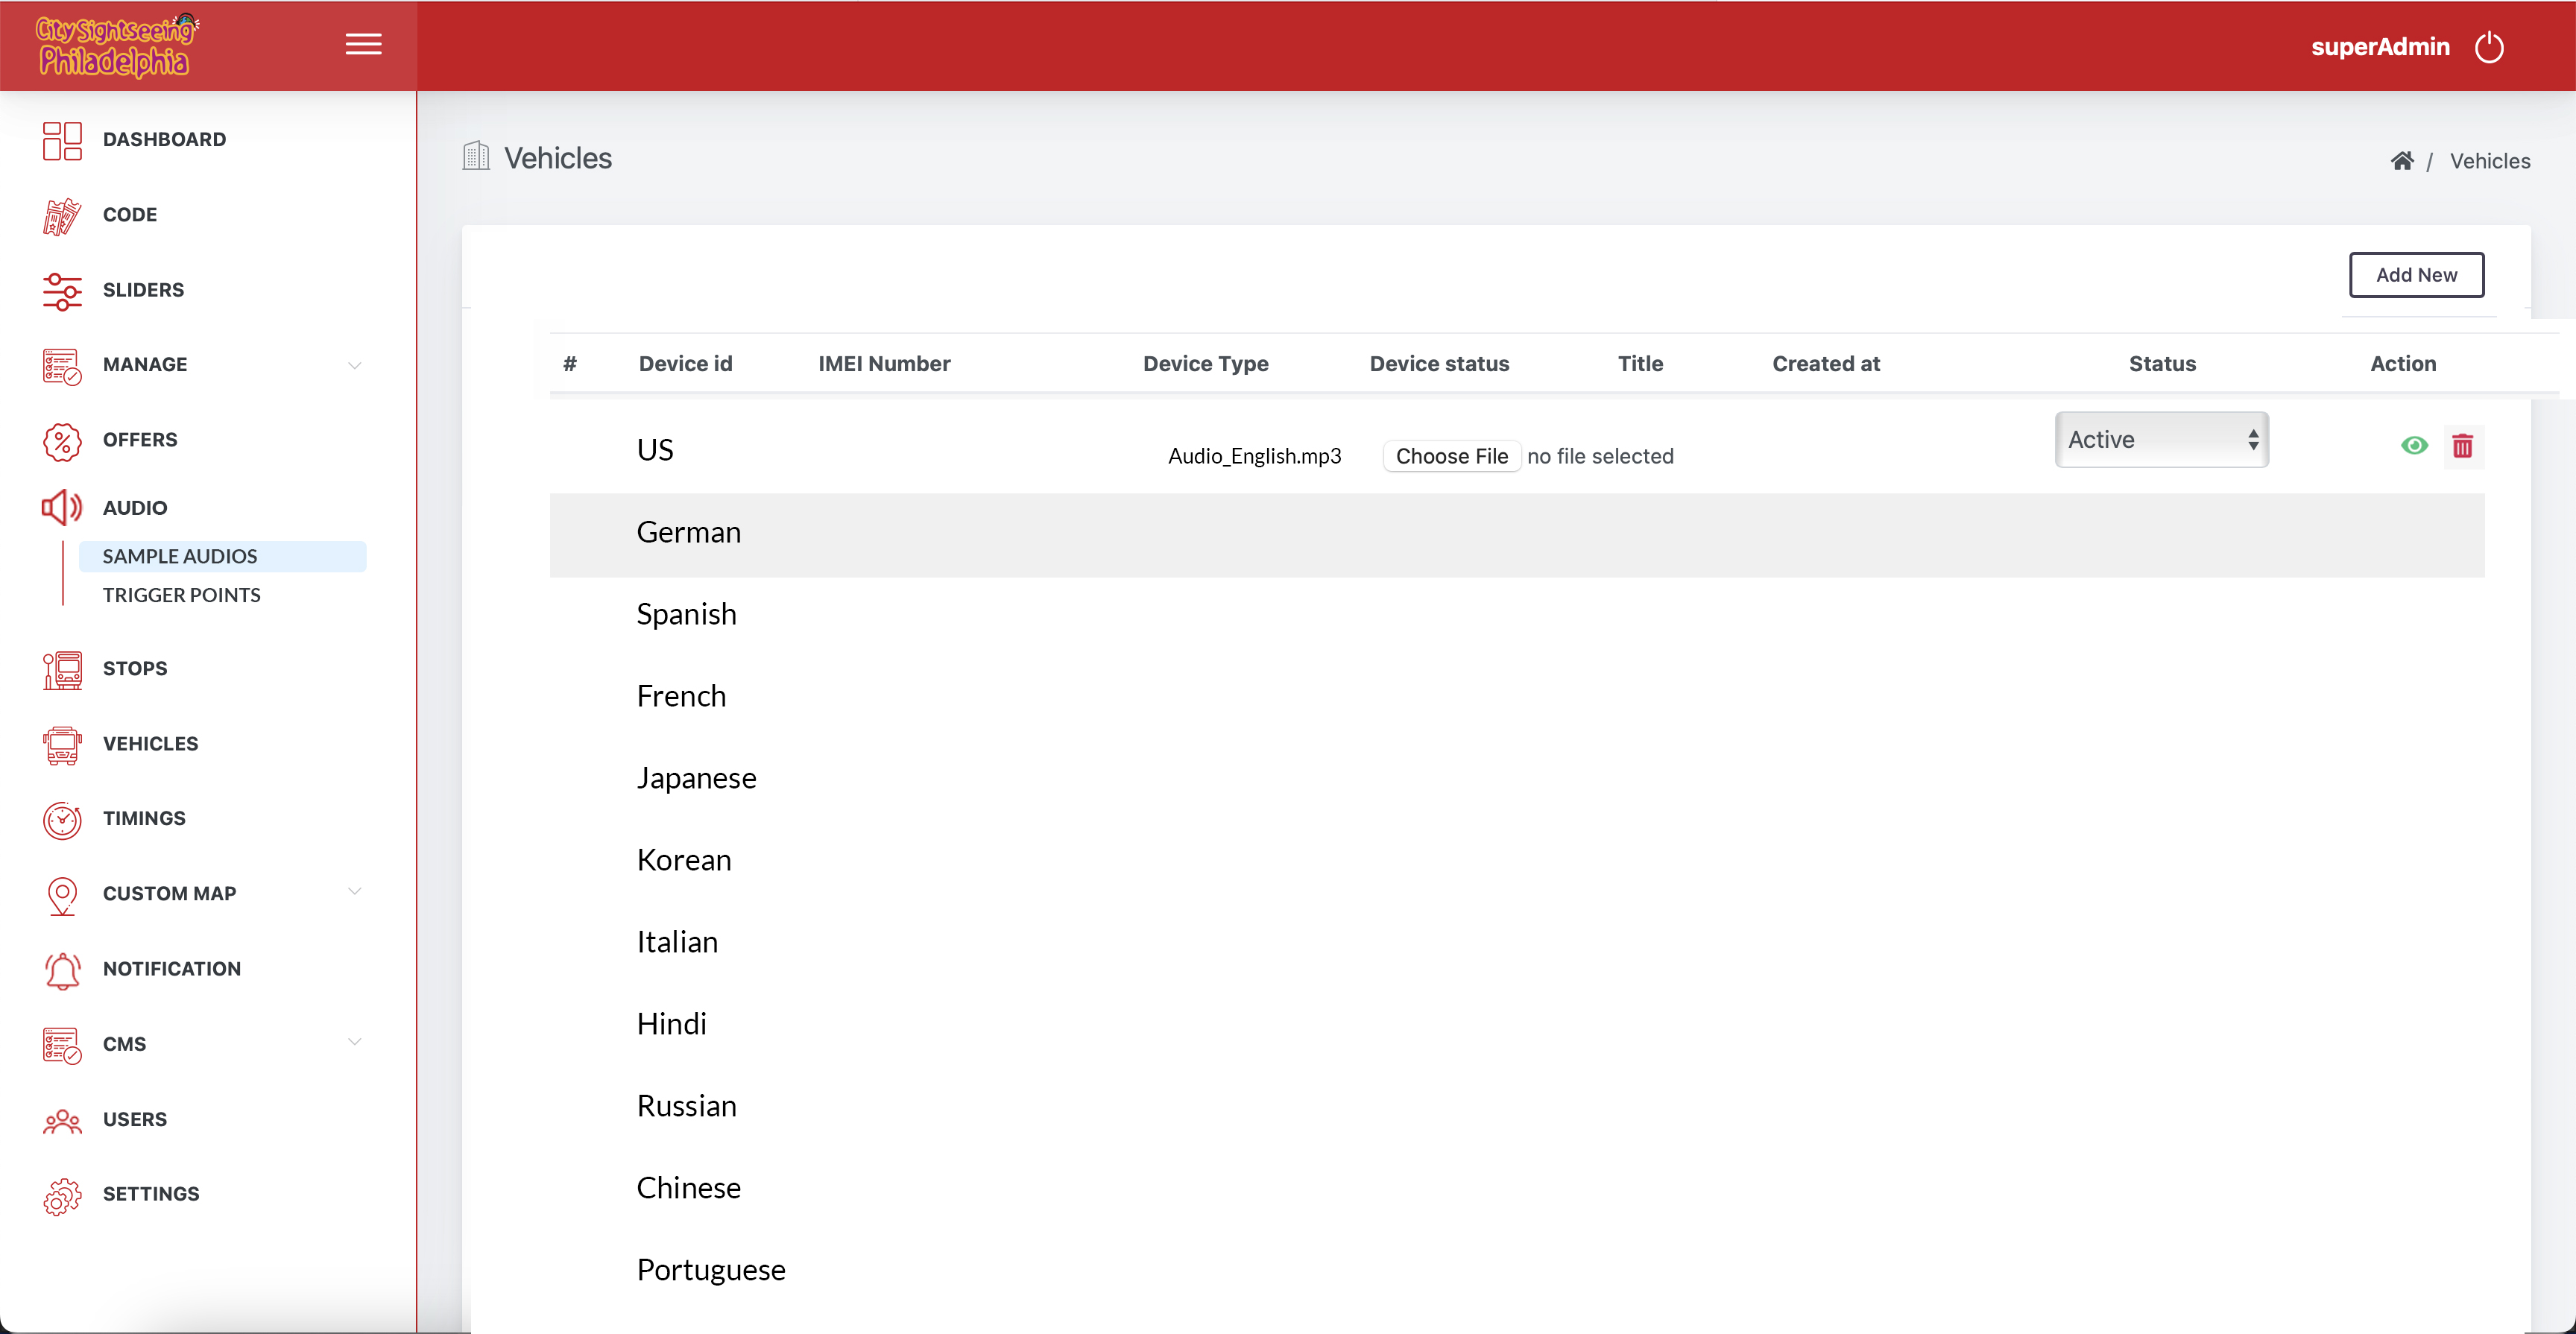 City Sightseeing
Philadelphia
superAdmin
DASHBOARD
CODE
SLIDERS
MANAGE
OFFERS
AUDIO
SAMPLE AUDIOS
TRIGGER POINTS
STOPS
VEHICLES
TIMINGS
CUSTOM MAP
NOTIFICATION
CMS
USERS
SETTINGS
Vehicles
/ Vehicles
Add New
# Device id IMEI Number Device Type Device status Title Created at Status Action
US Audio_English.mp3 Choose File no file selected Active
German
Spanish
French
Japanese
Korean
Italian
Hindi
Russian
Chinese
Portuguese